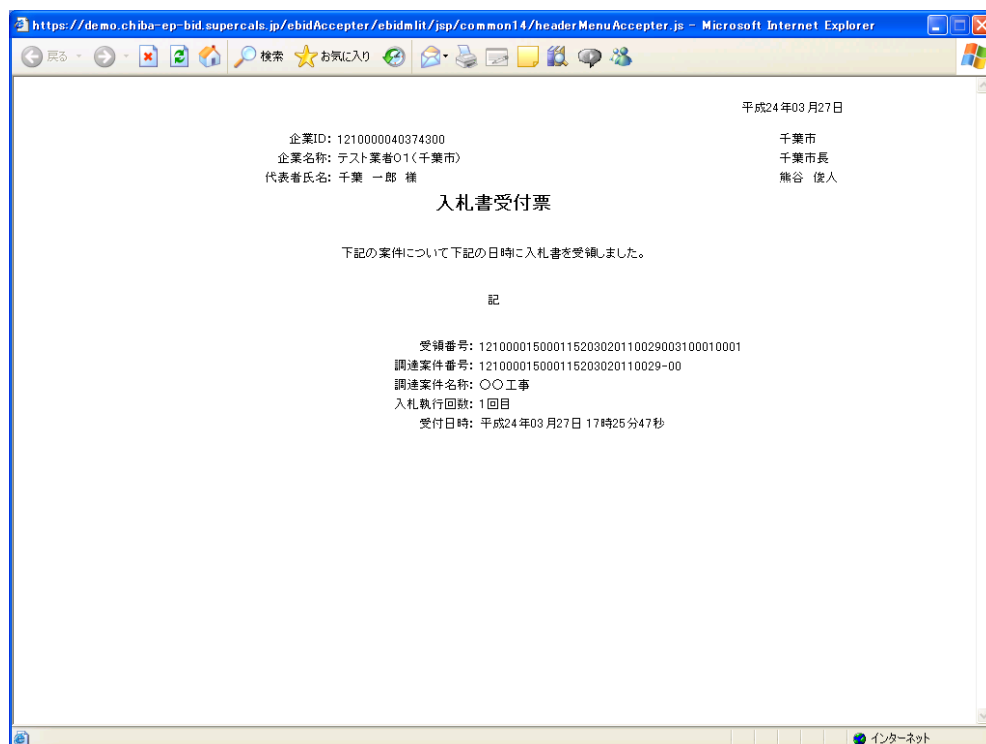 https://demo.chiba-ep-bid.supercals.jp/ebidAccepter/ebidmlit/jsp/common14/headerMenuAccepter.js - Microsoft Internet Explorer
戻る 検索 お気に入り
平成24年03月27日
企業ID: 1210000040374300 千葉市
企業名称: テスト業者01(千葉市) 千葉市長
代表者氏名: 千葉 一郎 様 熊谷 俊人
入札書受付票
下記の案件について下記の日時に入札書を受領しました。
記
受領番号: 12100001500011520302011002900310001​0001
調達案件番号: 12100001500011520302011​0029-00
調達案件名称: 〇〇工事
入札執行回数: 1回目
受付日時: 平成24年03月27日 17時25分47秒
インターネット